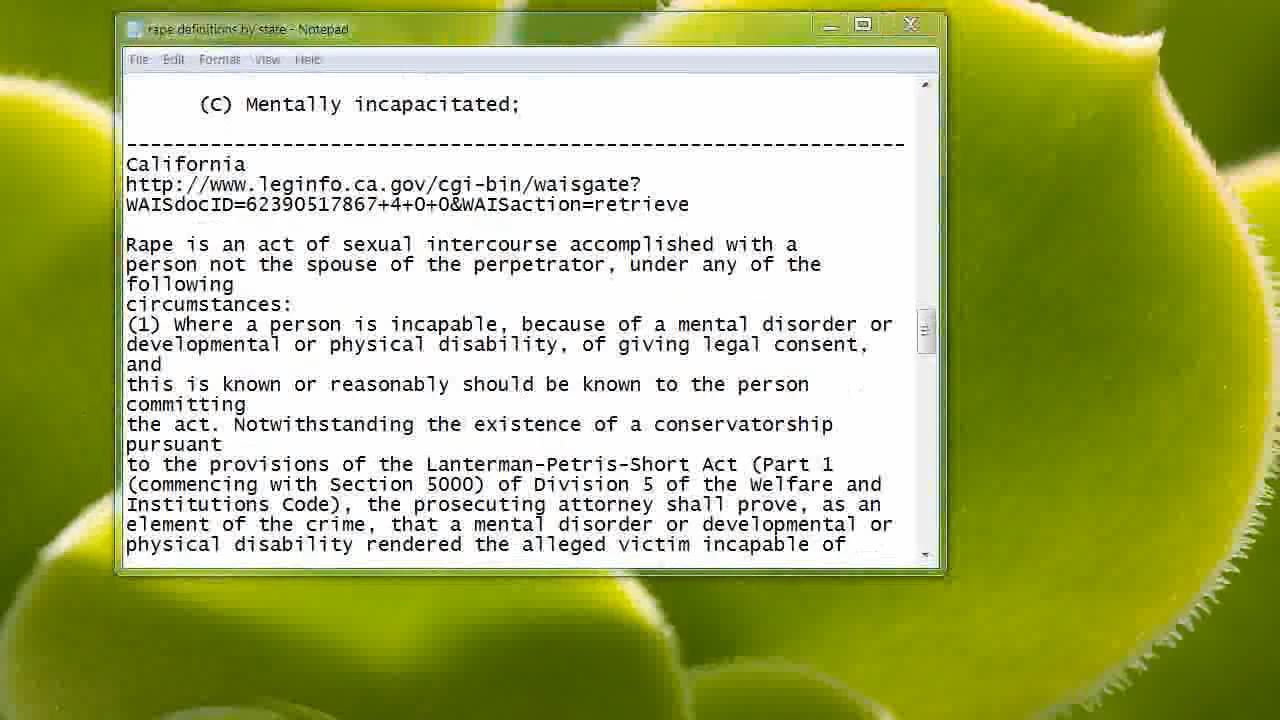 rape definitions by state - Notepad
File Edit Format View Help
(C) Mentally incapacitated;
-----------------------------------------------------------------
California
http://www.leginfo.ca.gov/cgi-bin/waisgate?
WAISdocID=62390517867+4+0+0&WAISaction=retrieve
Rape is an act of sexual intercourse accomplished with a
person not the spouse of the perpetrator, under any of the
following
circumstances:
(1) Where a person is incapable, because of a mental disorder or
developmental or physical disability, of giving legal consent,
and
this is known or reasonably should be known to the person
committing
the act. Notwithstanding the existence of a conservatorship
pursuant
to the provisions of the Lanterman-Petris-Short Act (Part 1
(commencing with Section 5000) of Division 5 of the Welfare and
Institutions Code), the prosecuting attorney shall prove, as an
element of the crime, that a mental disorder or developmental or
physical disability rendered the alleged victim incapable of